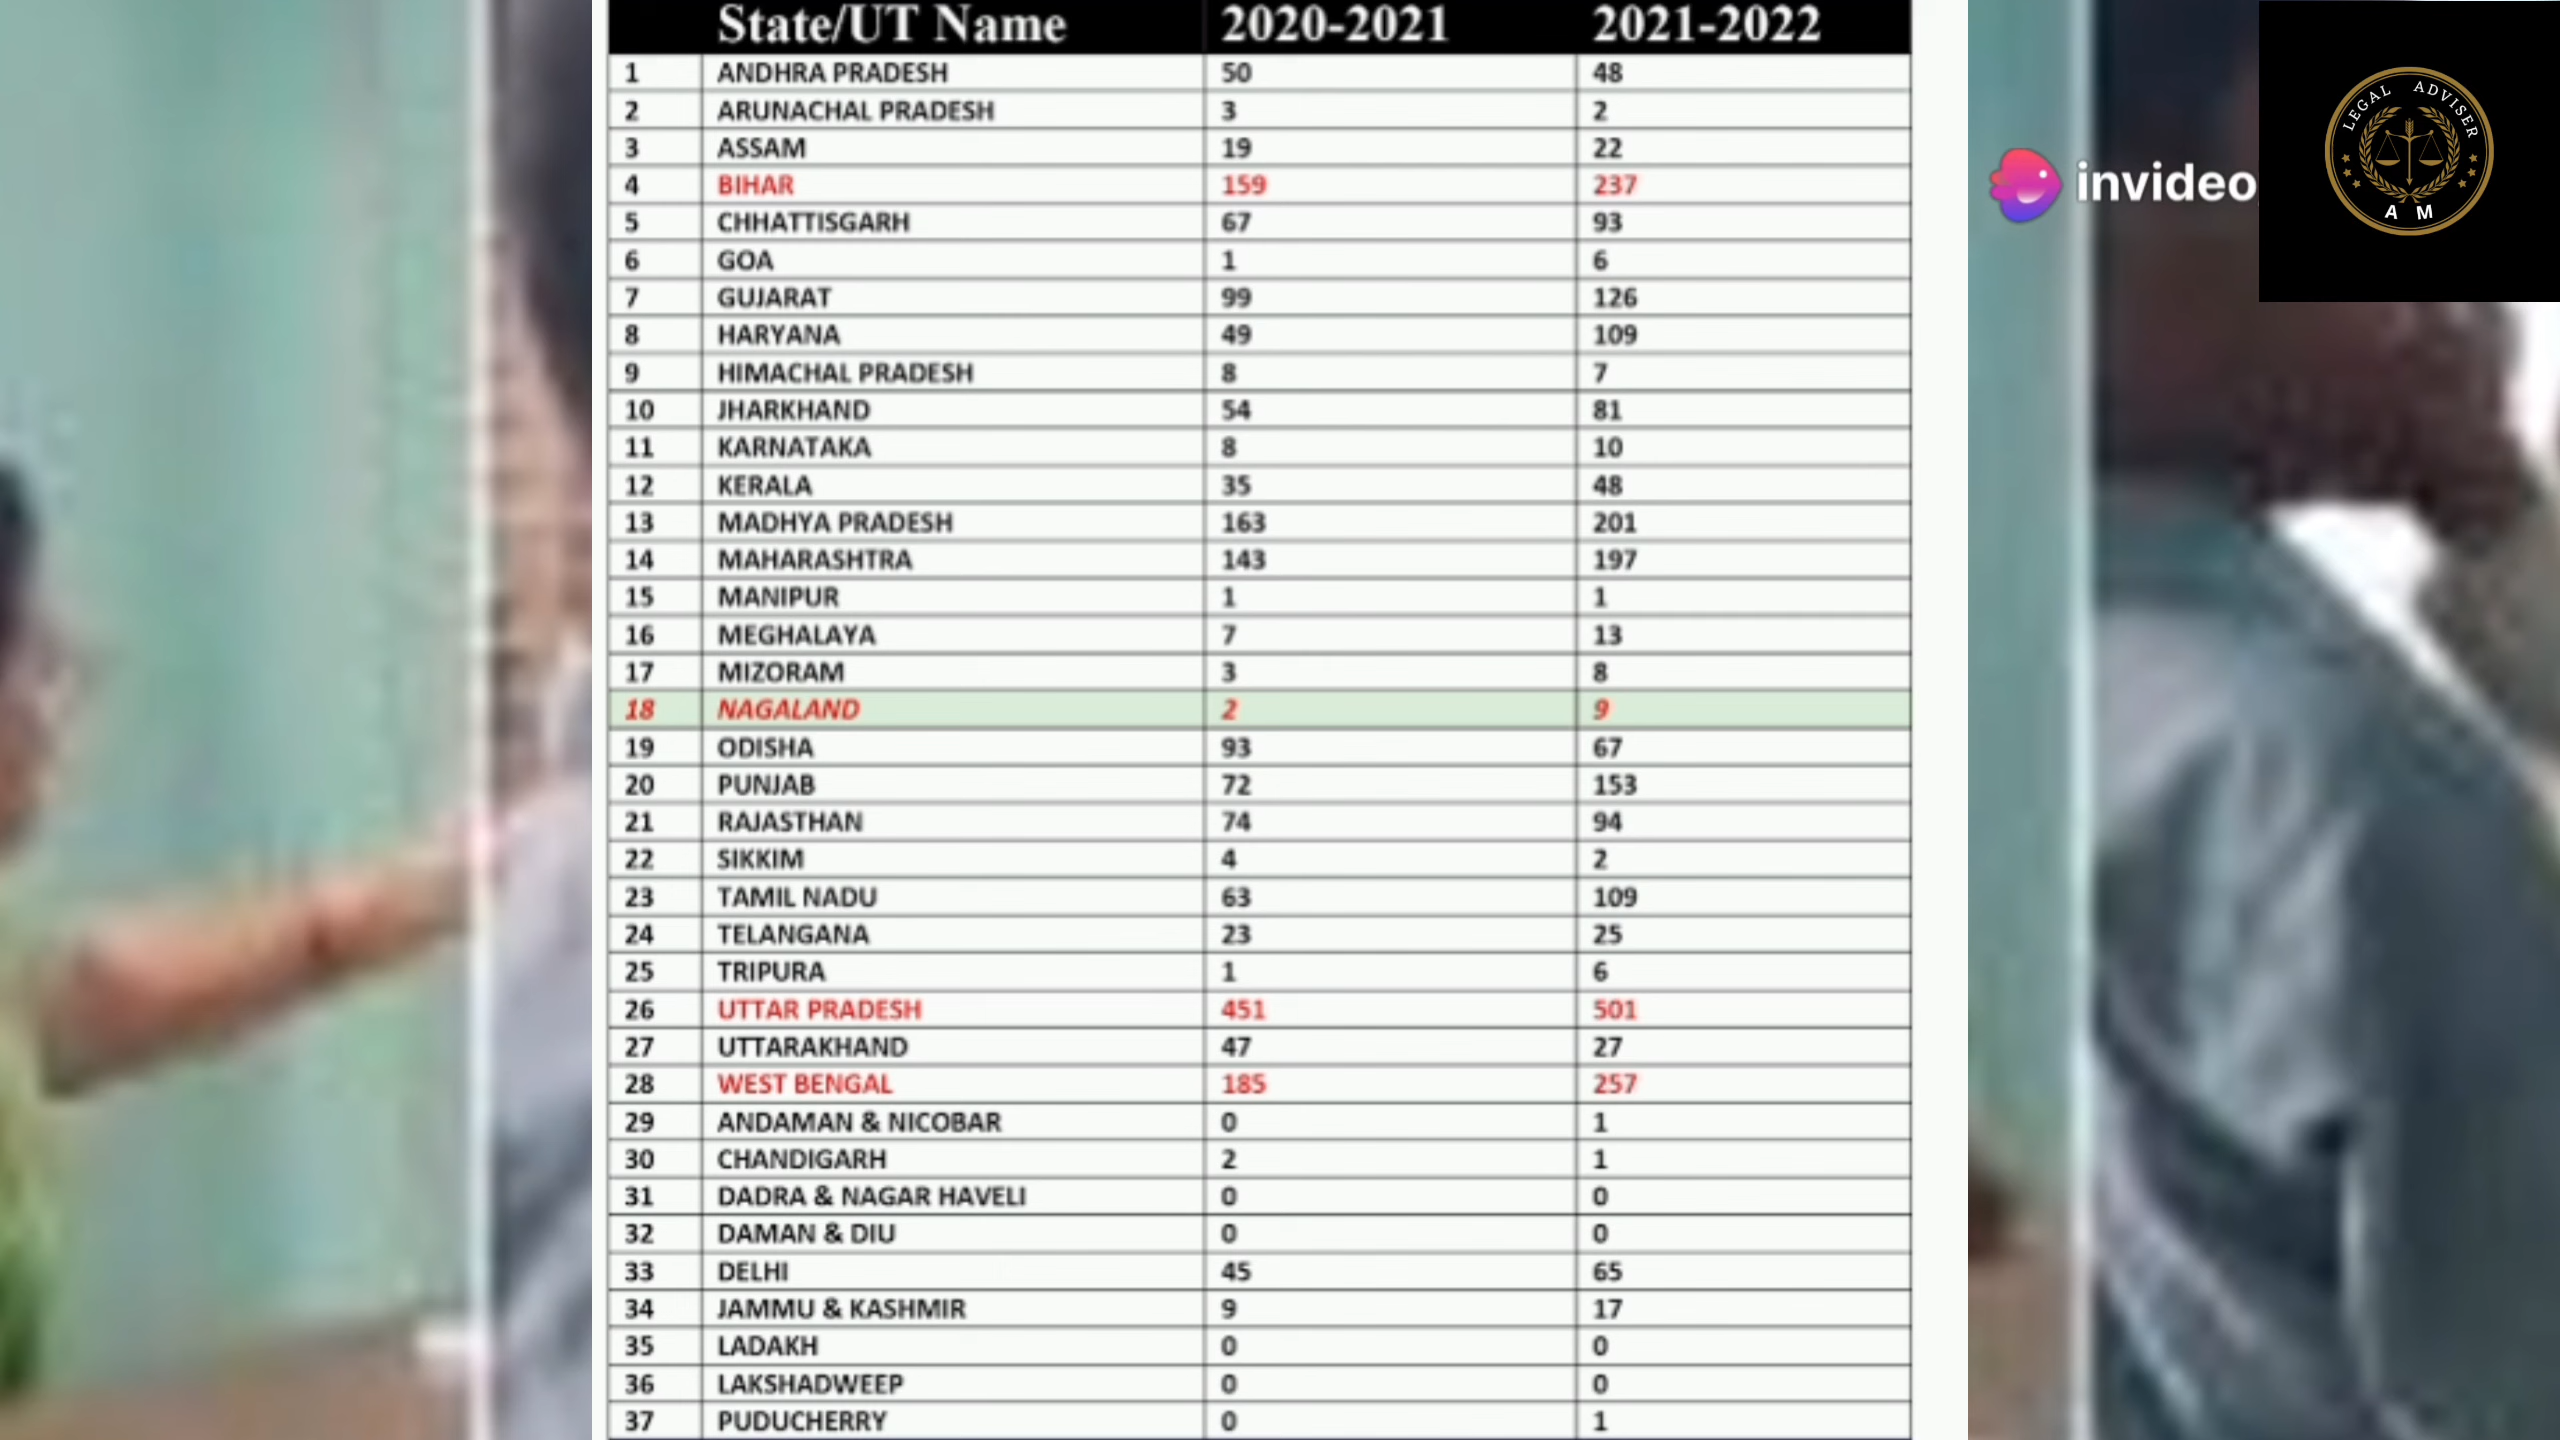 State/UT Name 2020-2021 2021-2022
1 ANDHRA PRADESH 50 48
2 ARUNACHAL PRADESH 3 2
3 ASSAM 19 22
4 BIHAR 159 237
5 CHHATTISGARH 67 93
6 GOA 1 6
7 GUJARAT 99 126
8 HARYANA 49 109
9 HIMACHAL PRADESH 8 7
10 JHARKHAND 54 81
11 KARNATAKA 8 10
12 KERALA 35 48
13 MADHYA PRADESH 163 201
14 MAHARASHTRA 143 197
15 MANIPUR 1 1
16 MEGHALAYA 7 13
17 MIZORAM 3 8
18 NAGALAND 2 9
19 ODISHA 93 67
20 PUNJAB 72 153
21 RAJASTHAN 74 94
22 SIKKIM 4 2
23 TAMIL NADU 63 109
24 TELANGANA 23 25
25 TRIPURA 1 6
26 UTTAR PRADESH 451 501
27 UTTARAKHAND 47 27
28 WEST BENGAL 185 257
29 ANDAMAN & NICOBAR 0 1
30 CHANDIGARH 2 1
31 DADRA & NAGAR HAVELI 0 0
32 DAMAN & DIU 0 0
33 DELHI 45 65
34 JAMMU & KASHMIR 9 17
35 LADAKH 0 0
36 LAKSHADWEEP 0 0
37 PUDUCHERRY 0 1
invideo
LEGAL ADVISER
A M